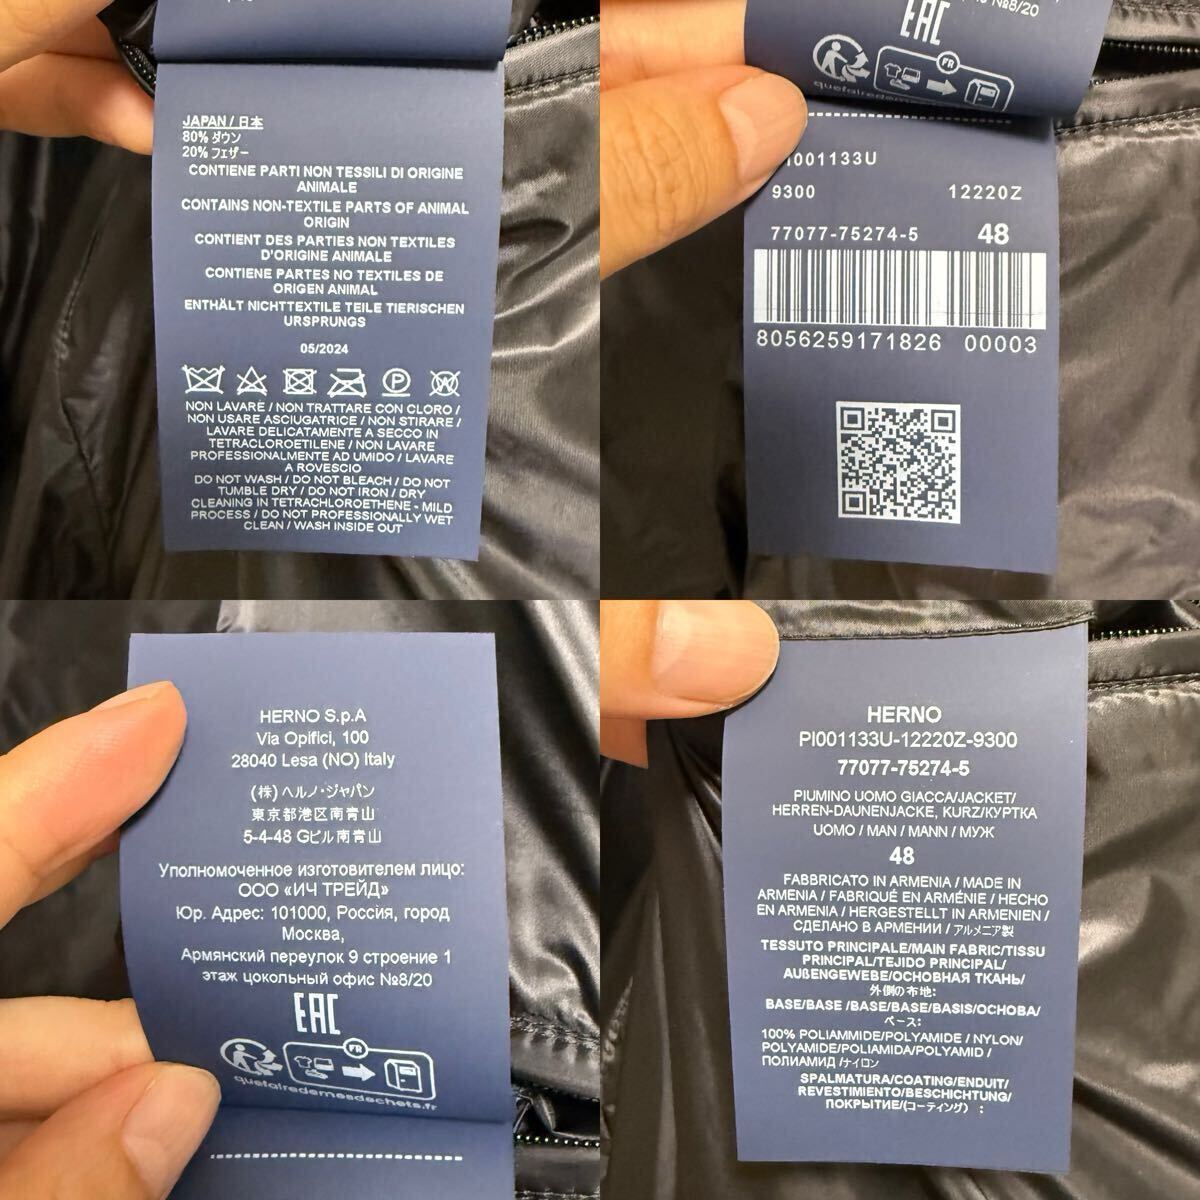 JAPAN / 日本
80% ダウン
20% フェザー
CONTIENE PARTI NON TESSILI DI ORIGINE
ANIMALE
CONTAINS NON-TEXTILE PARTS OF ANIMAL
ORIGIN
CONTIENT DES PARTIES NON TEXTILES
D'ORIGINE ANIMALE
CONTIENE PARTES NO TEXTILES DE
ORIGEN ANIMAL
ENTHÄLT NICHTTEXTILE TEILE TIERISCHEN
URSPRUNGS
05/2024
P
W
NON LAVARE / NON TRATTARE CON CLORO /
NON USARE ASCIUGATRICE / NON STIRARE /
LAVARE DELICATAMENTE A SECCO IN
TETRACLOROETILENE / NON LAVARE
PROFESSIONALMENTE AD UMIDO / LAVARE
A ROVESCIO
DO NOT WASH / DO NOT BLEACH / DO NOT
TUMBLE DRY / DO NOT IRON / DRY
CLEANING IN TETRACHLOROETHENE - MILD
PROCESS / DO NOT PROFESSIONALLY WET
CLEAN / WASH INSIDE OUT
№8/20
EAC
FR
quefairedemes
I001133U
9300 12220Z
77077-75274-5 48
8056259171826 00003
HERNO S.p.A
Via Opifici, 100
28040 Lesa (NO) Italy
(株) ヘルノ・ジャパン
東京都港区南青山
5-4-48 Gビル南青山
Уполномоченное изготовителем лицо:
ООО «ИЧ ТРЕЙД»
Юр. Адрес: 101000, Россия, город
Москва,
Армянский переулок 9 строение 1
этаж цокольный офис №8/20
EAC
FR
quefairedemesdechets.fr
HERNO
PI001133U-12220Z-9300
77077-75274-5
PIUMINO UOMO GIACCA/JACKET/
HERREN-DAUNENJACKE, KURZ/КУРТКА
UOMO / MAN / MANN / МУЖ
48
FABBRICATO IN ARMENIA / MADE IN
ARMENIA / FABRIQUÉ EN ARMÉNIE / HECHO
EN ARMENIA / HERGESTELLT IN ARMENIEN /
СДЕЛАНО В АРМЕНИИ / アルメニア製
TESSUTO PRINCIPALE/MAIN FABRIC/TISSU
PRINCIPAL/TEJIDO PRINCIPAL/
AUßENGEWEBE/ОСНОВНАЯ ТКАНЬ/
外側の布地:
BASE/BASE /BASE/BASE/BASIS/ОСНОВА/
ベース:
100% POLIAMMIDE/POLYAMIDE / NYLON/
POLYAMIDE/POLIAMIDA/POLYAMID /
ПОЛИАМИД /ナイロン
SPALMATURA/COATING/ENDUIT/
REVESTIMIENTO/BESCHICHTUNG/
ПОКРЫТИЕ/(コーティング) :